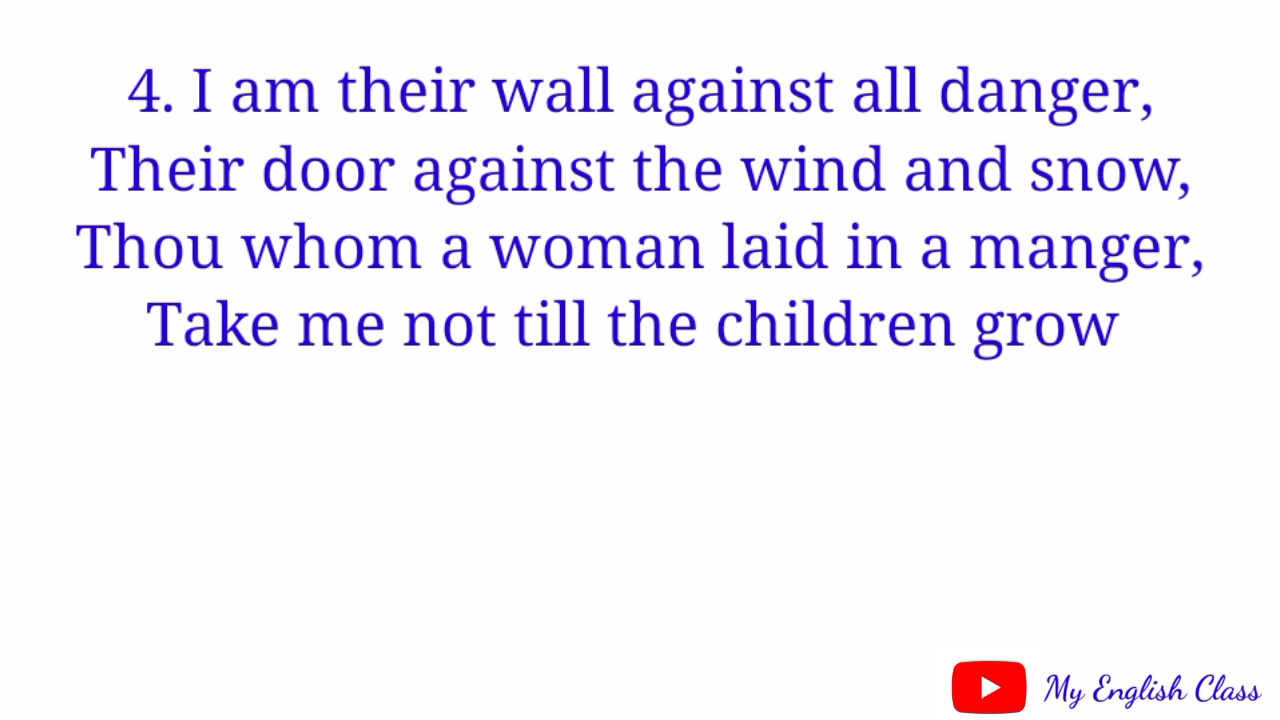 4. I am their wall against all danger,
Their door against the wind and snow,
Thou whom a woman laid in a manger,
Take me not till the children grow
My English Class